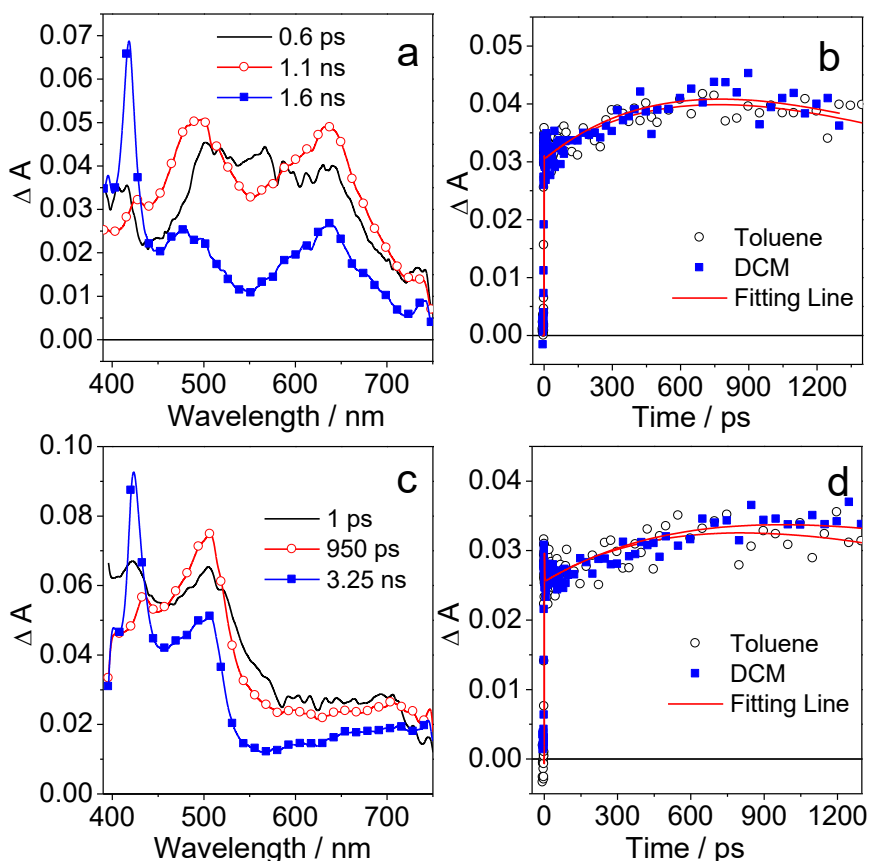 a
0.07
0.06
0.05
0.04
0.03
0.02
0.01
0.00
Δ A
0.6 ps
1.1 ns
1.6 ns
400 500 600 700
Wavelength / nm
b
0.05
0.04
0.03
0.02
0.01
0.00
Δ A
Toluene
DCM
Fitting Line
0 300 600 900 1200
Time / ps
c
0.10
0.08
0.06
0.04
0.02
0.00
Δ A
1 ps
950 ps
3.25 ns
400 500 600 700
Wavelength / nm
d
0.04
0.03
0.02
0.01
0.00
Δ A
Toluene
DCM
Fitting Line
0 300 600 900 1200
Time / ps